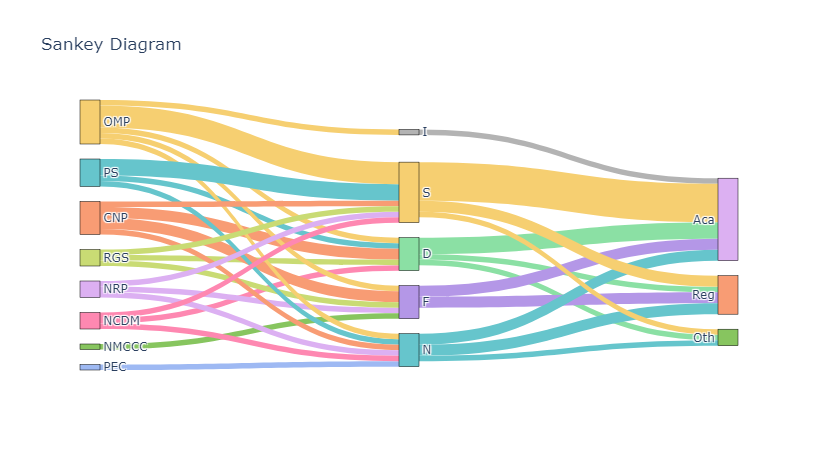 Sankey Diagram
OMP
PS
CNP
RGS
NRP
NCDM
NMCCC
PEC
I
S
D
F
N
Aca
Reg
Oth